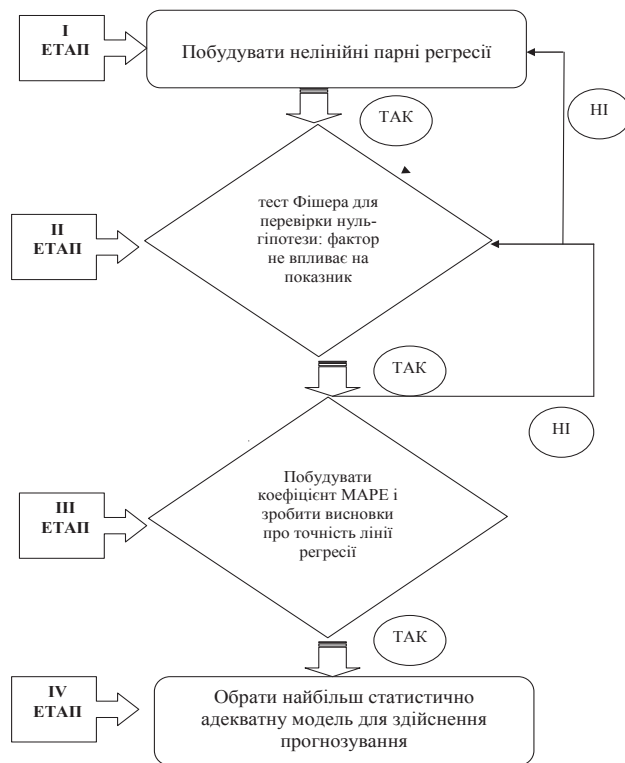 I
ЕТАП
Побудувати нелінійні парні регресії
ТАК
НІ
тест Фішера для
перевірки нуль-
гіпотези: фактор
не впливає на
показник
II
ЕТАП
ТАК
НІ
Побудувати
коефіцієнт МАРЕ і
зробити висновки
про точність лінії
регресії
III
ЕТАП
ТАК
IV
ЕТАП
Обрати найбільш статистично
адекватну модель для здійснення
прогнозування